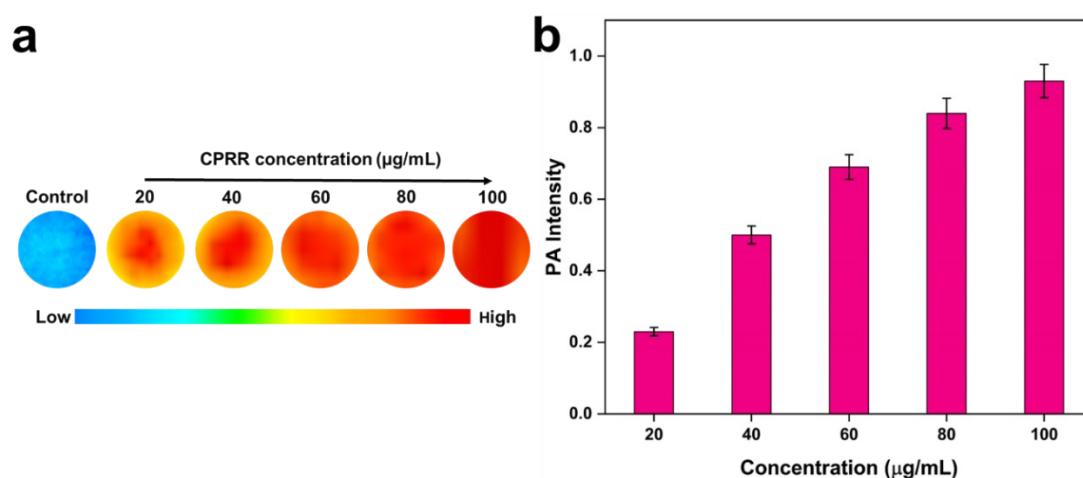 a
CPRR concentration (μg/mL)
Control 20 40 60 80 100
Low High
b
PA Intensity
1.0
0.8
0.6
0.4
0.2
0.0
20 40 60 80 100
Concentration (μg/mL)